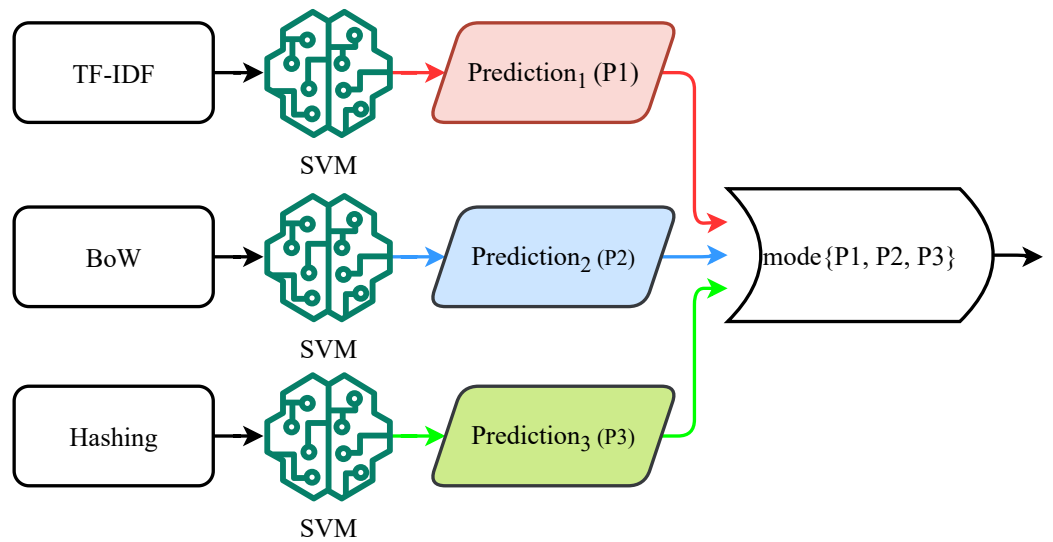 TF-IDF
Prediction₁ (P1)
SVM
BoW
Prediction₂ (P2)
mode{P1, P2, P3}
SVM
Hashing
Prediction₃ (P3)
SVM